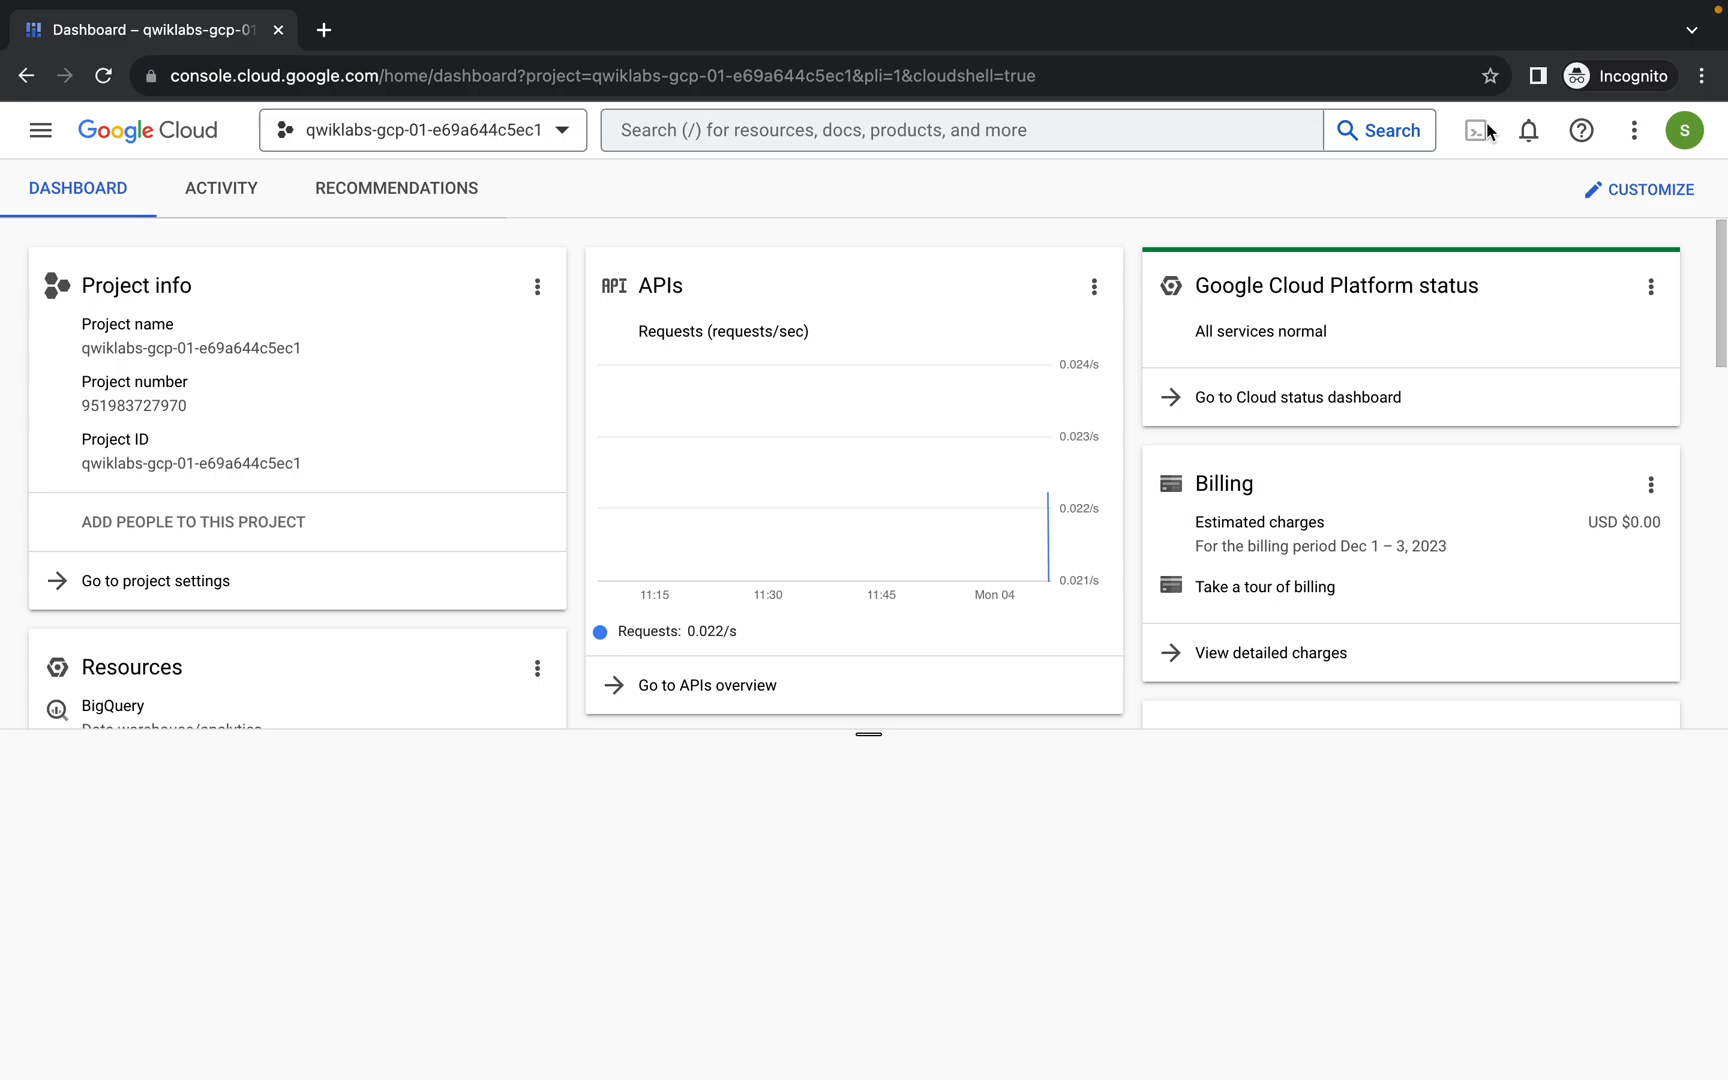 Dashboard – qwiklabs-gcp-01
console.cloud.google.com/home/dashboard?project=qwiklabs-gcp-01-e69a644c5ec1&pli=1&cloudshell=true
Incognito
Google Cloud
qwiklabs-gcp-01-e69a644c5ec1
Search (/) for resources, docs, products, and more
Search
S
DASHBOARD
ACTIVITY
RECOMMENDATIONS
CUSTOMIZE
Project info
Project name
qwiklabs-gcp-01-e69a644c5ec1
Project number
951983727970
Project ID
qwiklabs-gcp-01-e69a644c5ec1
ADD PEOPLE TO THIS PROJECT
Go to project settings
Resources
BigQuery
Data warehouse/analytics
API APIs
Requests (requests/sec)
0.024/s
0.023/s
0.022/s
0.021/s
11:15 11:30 11:45 Mon 04
Requests: 0.022/s
Go to APIs overview
Google Cloud Platform status
All services normal
Go to Cloud status dashboard
Billing
Estimated charges USD $0.00
For the billing period Dec 1 – 3, 2023
Take a tour of billing
View detailed charges